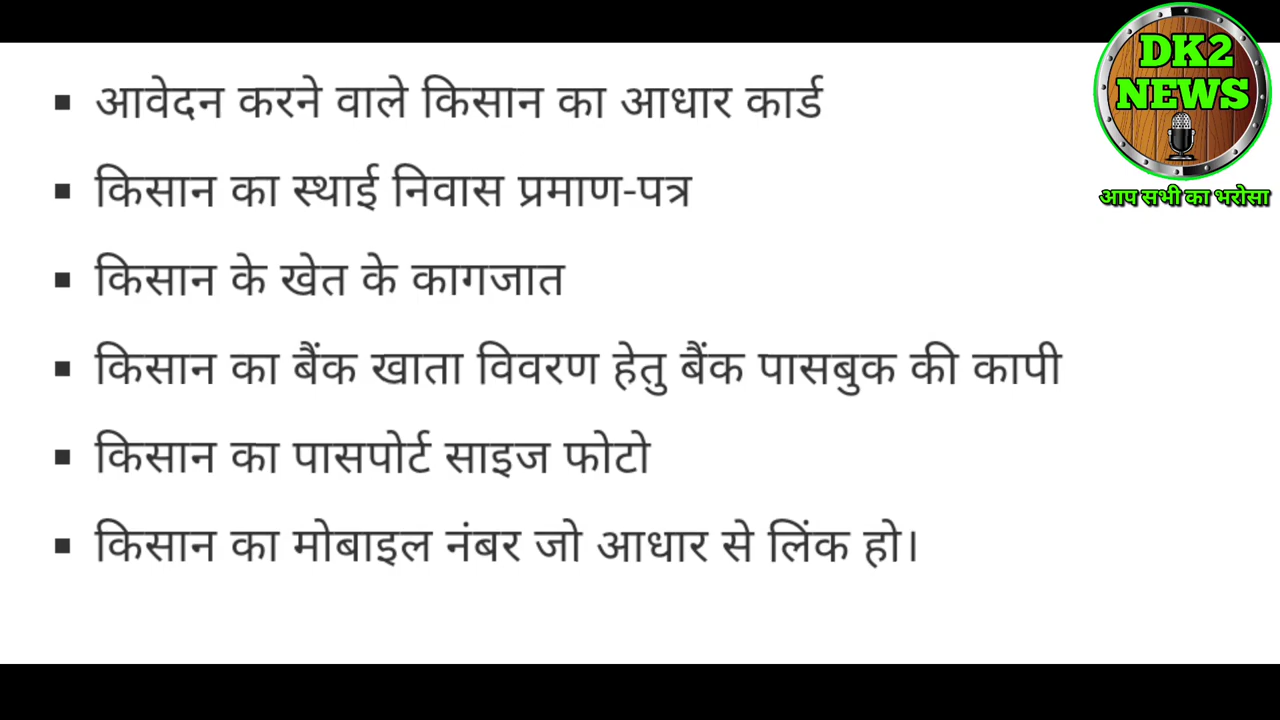 ▪ आवेदन करने वाले किसान का आधार कार्ड
▪ किसान का स्थाई निवास प्रमाण-पत्र
▪ किसान के खेत के कागजात
▪ किसान का बैंक खाता विवरण हेतु बैंक पासबुक की कापी
▪ किसान का पासपोर्ट साइज फोटो
▪ किसान का मोबाइल नंबर जो आधार से लिंक हो।
DK2
NEWS
आप सभी का भरोसा